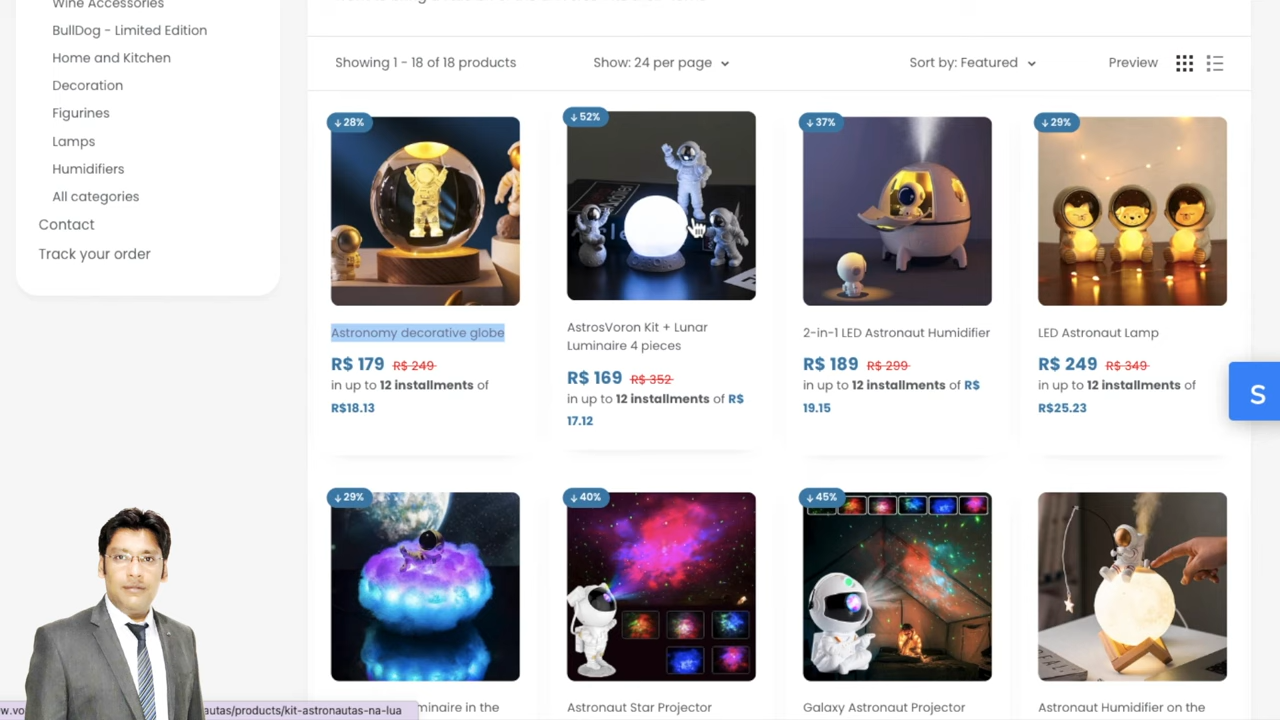 Wine Accessories
BullDog - Limited Edition
Home and Kitchen
Decoration
Figurines
Lamps
Humidifiers
All categories
Contact
Track your order
Showing 1 - 18 of 18 products
Show: 24 per page
Sort by: Featured
Preview
↓28%
↓52%
↓37%
↓29%
Astronomy decorative globe
R$ 179 R$ 249
in up to 12 installments of
R$18.13
AstrosVoron Kit + Lunar
Luminaire 4 pieces
R$ 169 R$ 352
in up to 12 installments of R$
17.12
2-in-1 LED Astronaut Humidifier
R$ 189 R$ 299
in up to 12 installments of R$
19.15
LED Astronaut Lamp
R$ 249 R$ 349
in up to 12 installments of
R$25.23
S
↓29%
↓40%
↓45%
minaire in the
Astronaut Star Projector
Galaxy Astronaut Projector
Astronaut Humidifier on the
w.vo
autas/products/kit-astronautas-na-lua